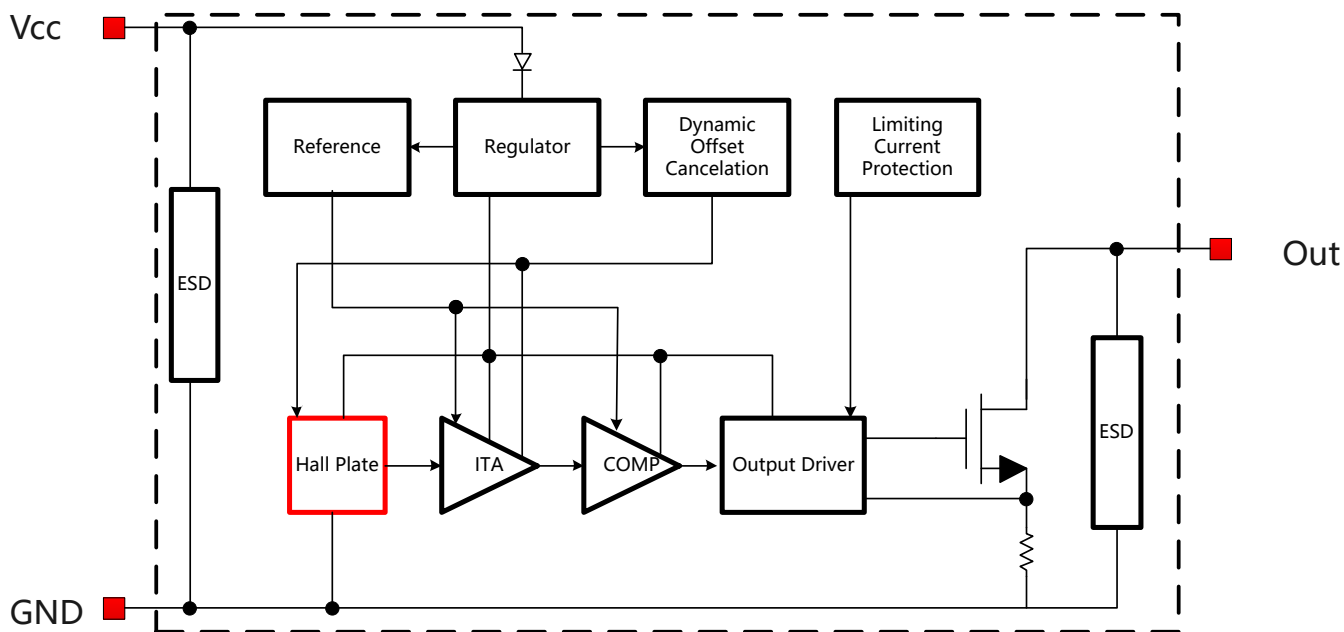 Vcc
Reference
Regulator
Dynamic
Offset
Cancelation
Limiting
Current
Protection
ESD
Out
Hall Plate
ITA
COMP
Output Driver
ESD
GND